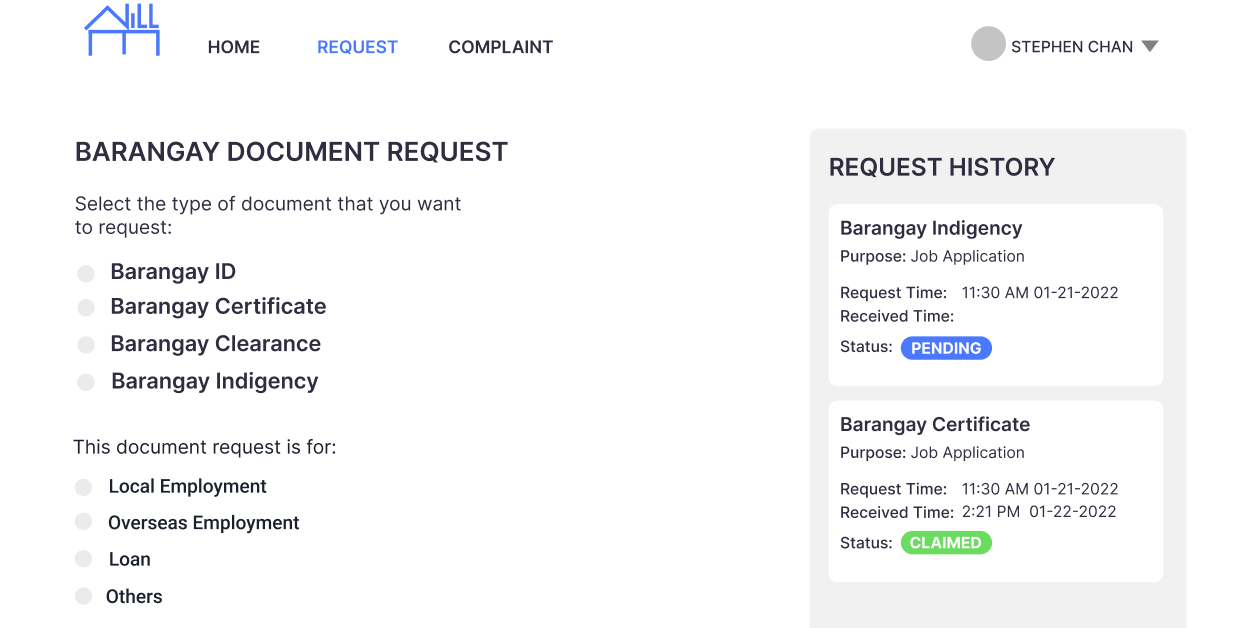 HILL
HOME
REQUEST
COMPLAINT
STEPHEN CHAN
BARANGAY DOCUMENT REQUEST
Select the type of document that you want
to request:
Barangay ID
Barangay Certificate
Barangay Clearance
Barangay Indigency
This document request is for:
Local Employment
Overseas Employment
Loan
Others
REQUEST HISTORY
Barangay Indigency
Purpose: Job Application
Request Time: 11:30 AM 01-21-2022
Received Time:
Status: PENDING
Barangay Certificate
Purpose: Job Application
Request Time: 11:30 AM 01-21-2022
Received Time: 2:21 PM 01-22-2022
Status: CLAIMED